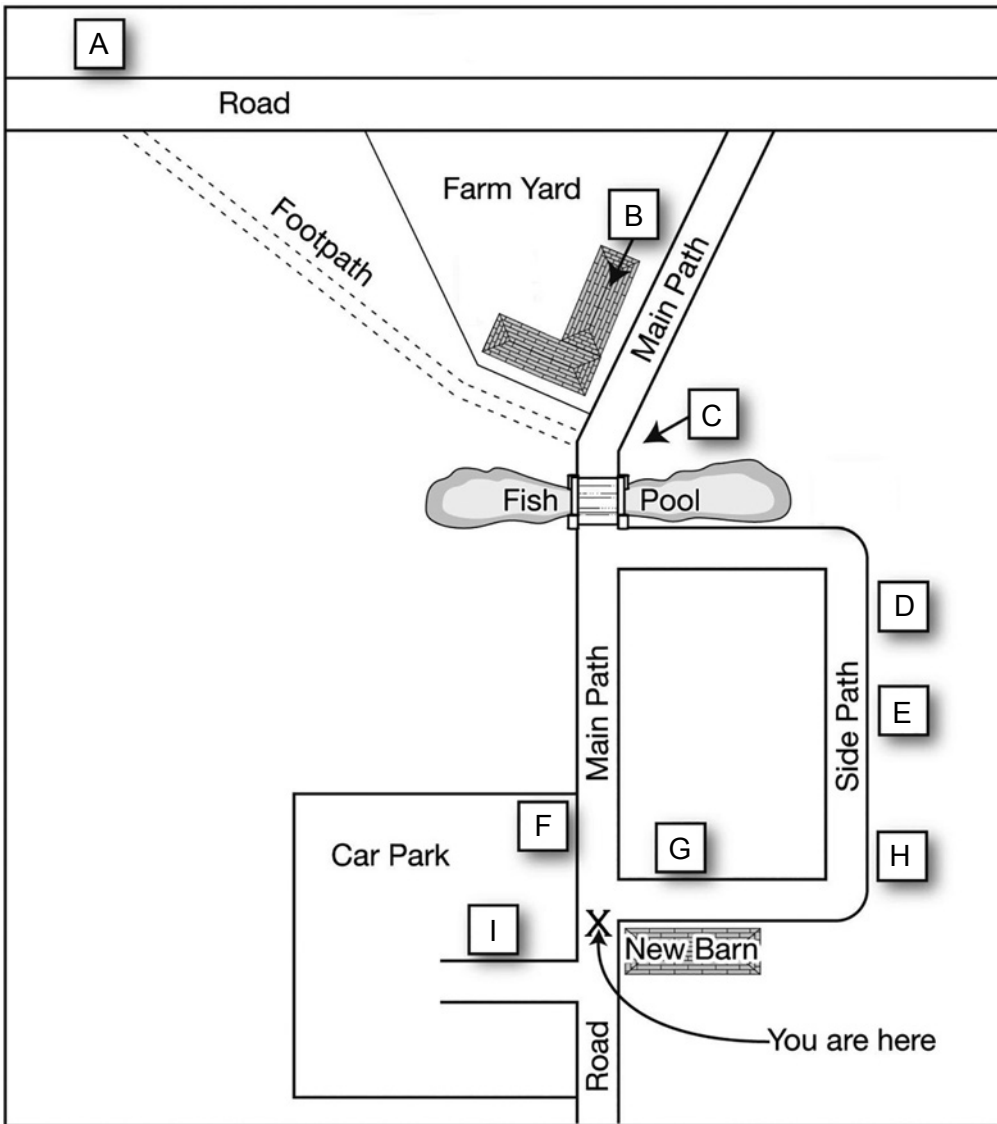 A
Road
Farm Yard
B
Footpath
Main Path
C
Fish Pool
D
Main Path
Side Path
E
F
Car Park
G
H
I
X
New Barn
You are here
Road